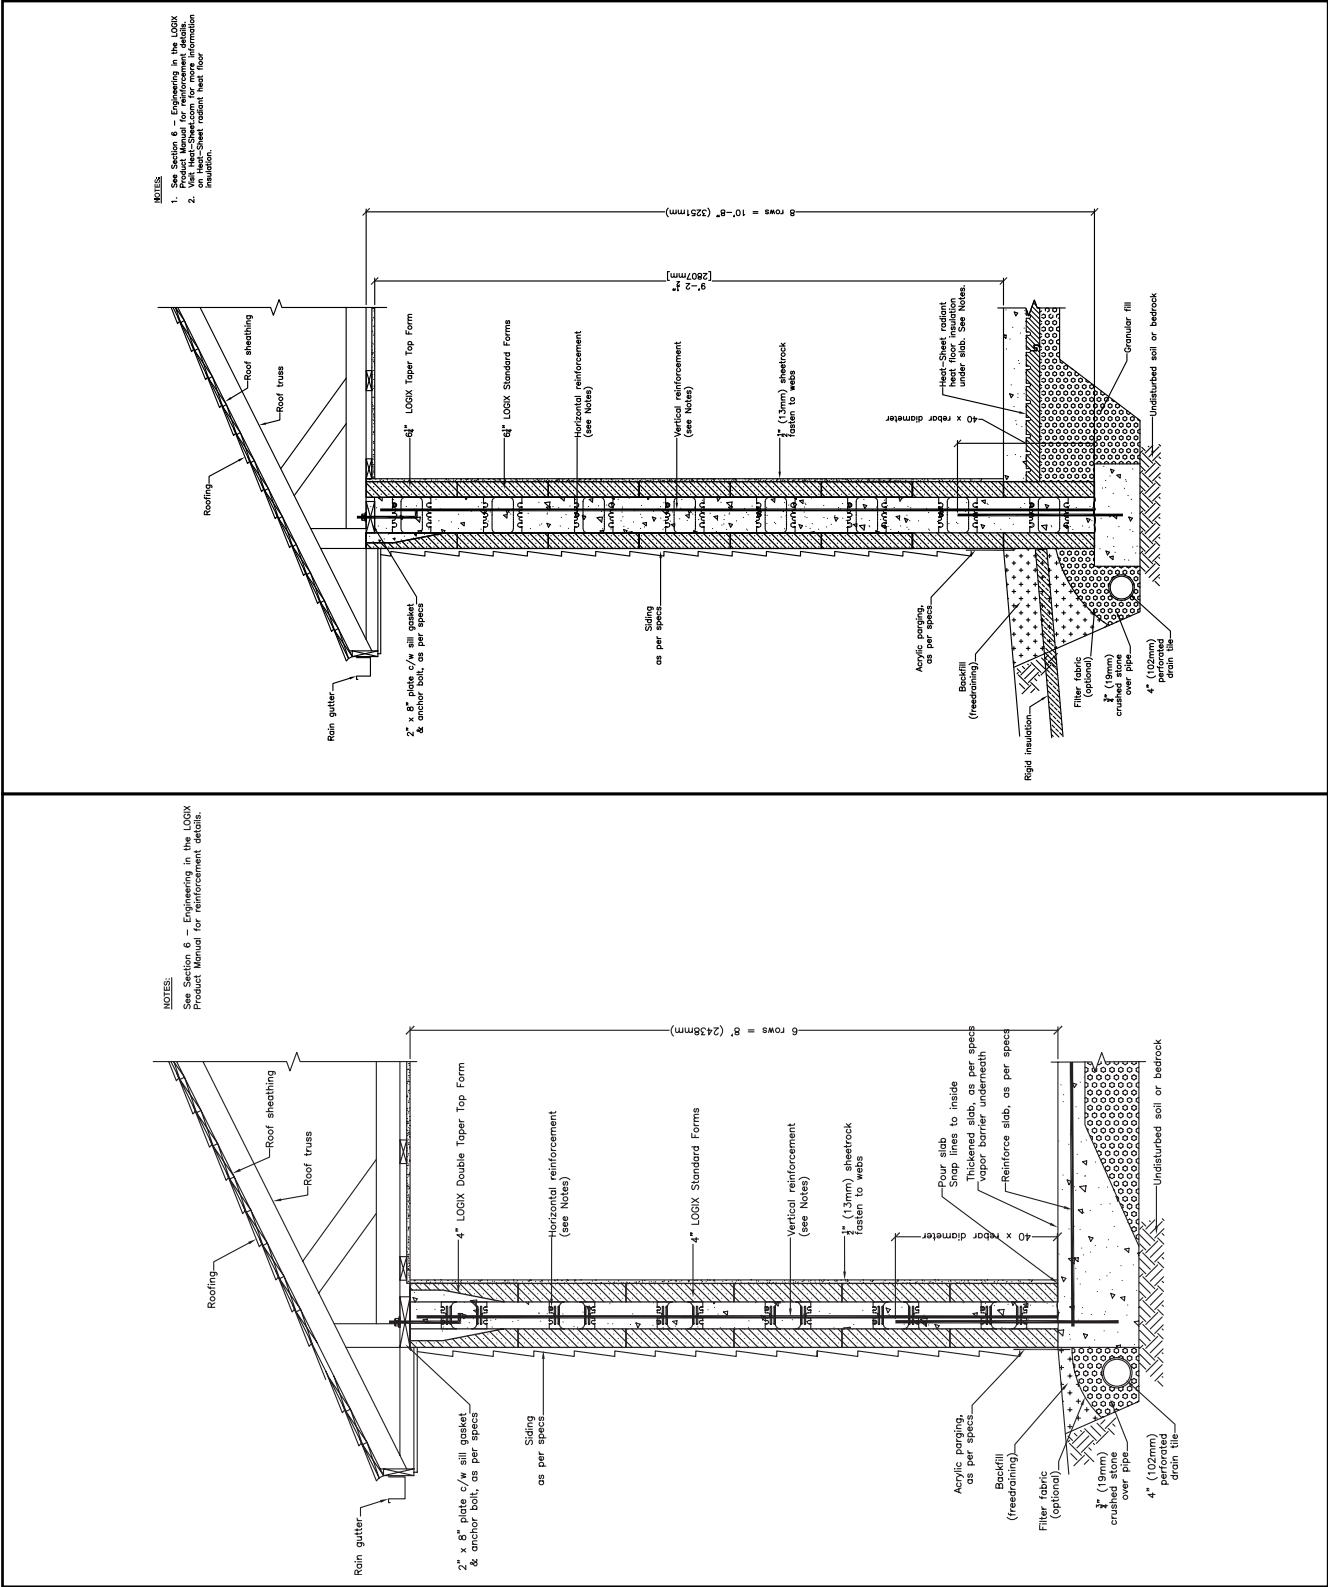 NOTES:
1. See Section 6 – Engineering in the LOGIX
Product Manual for reinforcement details.
2. Visit Heat–Sheet.com for more information
on Heat–Sheet radiant heat floor
insulation.
8 rows = 10'–8" (3251mm)
9'–2 1/2"
[2807mm]
Roofing
Roof sheathing
Roof truss
Rain gutter
2" x 8" plate c/w sill gasket
& anchor bolt, as per specs
6 1/4" LOGIX Taper Top Form
6 1/4" LOGIX Standard Forms
Horizontal reinforcement
(see Notes)
Vertical reinforcement
(see Notes)
1/2" (13mm) sheetrock
fasten to webs
Siding
as per specs
40 x rebar diameter
Heat–Sheet radiant
heat floor insulation
under slab. See Notes.
Granular fill
Undisturbed soil or bedrock
Acrylic parging,
as per specs
Backfill
(freedraining)
Rigid insulation
Filter fabric
(optional)
3/4" (19mm)
crushed stone
over pipe
4" (102mm)
perforated
drain tile
NOTES:
See Section 6 – Engineering in the LOGIX
Product Manual for reinforcement details.
6 rows = 8' (2438mm)
Roofing
Roof sheathing
Roof truss
Rain gutter
2" x 8" plate c/w sill gasket
& anchor bolt, as per specs
4" LOGIX Double Taper Top Form
Horizontal reinforcement
(see Notes)
4" LOGIX Standard Forms
Vertical reinforcement
(see Notes)
1/2" (13mm) sheetrock
fasten to webs
Siding
as per specs
40 x rebar diameter
Pour slab
Snap lines to inside
Thickened slab, as per specs
vapor barrier underneath
Reinforce slab, as per specs
Undisturbed soil or bedrock
Acrylic parging,
as per specs
Backfill
(freedraining)
Filter fabric
(optional)
3/4" (19mm)
crushed stone
over pipe
4" (102mm)
perforated
drain tile